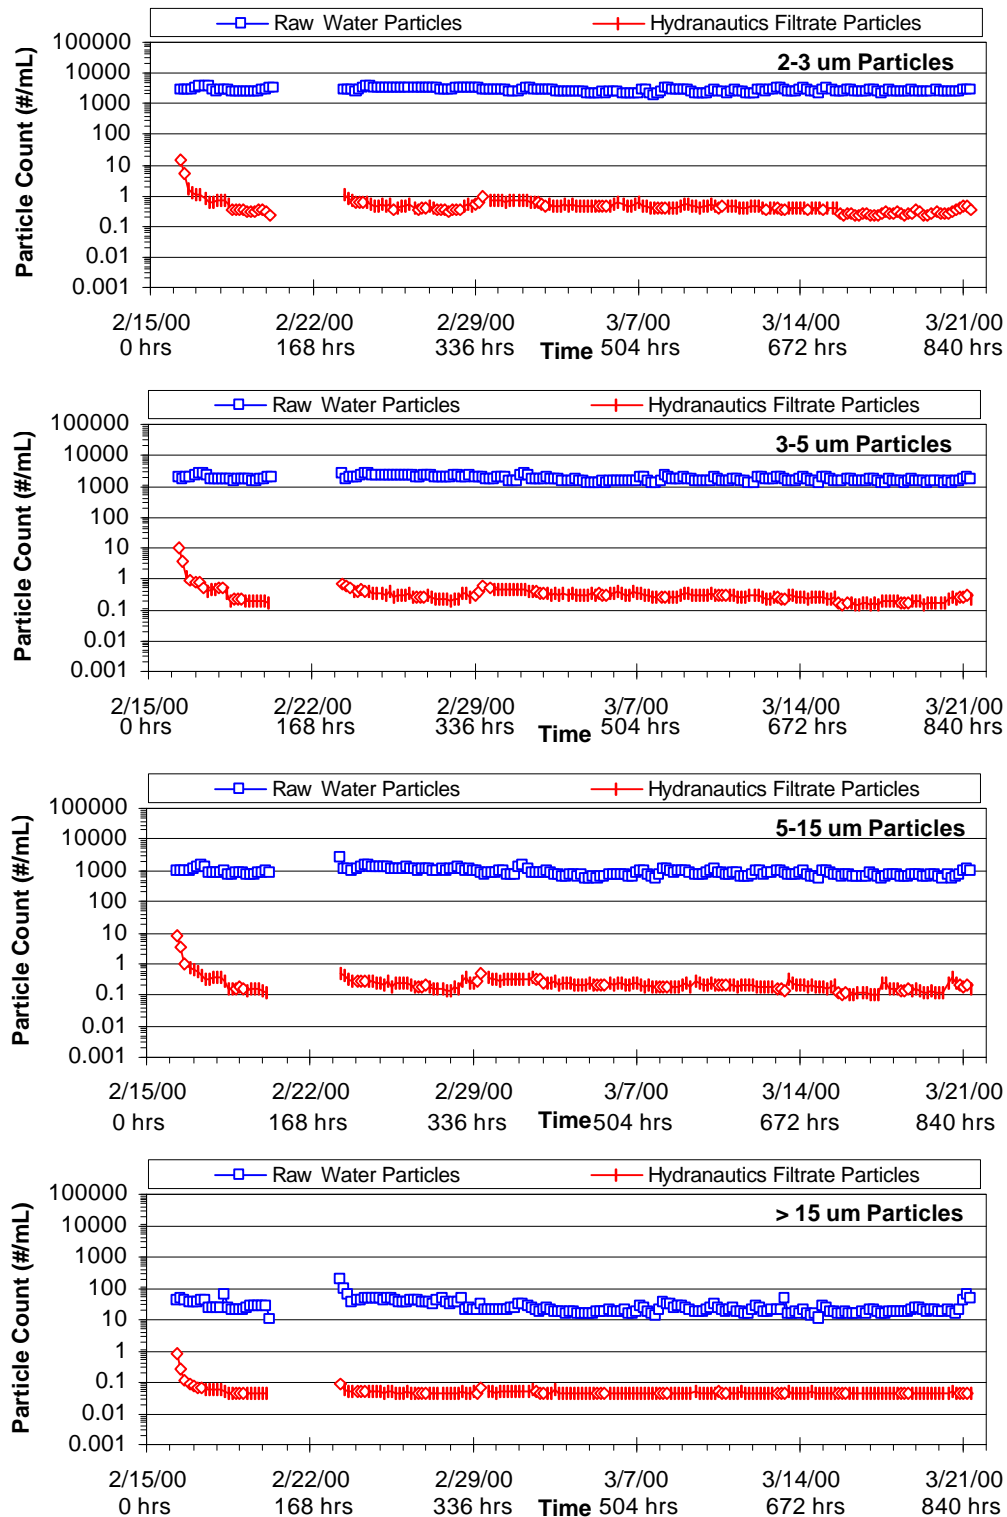 Raw Water Particles Hydranautics Filtrate Particles
2-3 um Particles
Particle Count (#/mL)
100000
10000
1000
100
10
1
0.1
0.01
0.001
2/15/00 2/22/00 2/29/00 3/7/00 3/14/00 3/21/00
0 hrs 168 hrs 336 hrs 504 hrs 672 hrs 840 hrs
Time
Raw Water Particles Hydranautics Filtrate Particles
3-5 um Particles
Particle Count (#/mL)
100000
10000
1000
100
10
1
0.1
0.01
0.001
2/15/00 2/22/00 2/29/00 3/7/00 3/14/00 3/21/00
0 hrs 168 hrs 336 hrs 504 hrs 672 hrs 840 hrs
Time
Raw Water Particles Hydranautics Filtrate Particles
5-15 um Particles
Particle Count (#/mL)
100000
10000
1000
100
10
1
0.1
0.01
0.001
2/15/00 2/22/00 2/29/00 3/7/00 3/14/00 3/21/00
0 hrs 168 hrs 336 hrs 504 hrs 672 hrs 840 hrs
Time
Raw Water Particles Hydranautics Filtrate Particles
> 15 um Particles
Particle Count (#/mL)
100000
10000
1000
100
10
1
0.1
0.01
0.001
2/15/00 2/22/00 2/29/00 3/7/00 3/14/00 3/21/00
0 hrs 168 hrs 336 hrs 504 hrs 672 hrs 840 hrs
Time